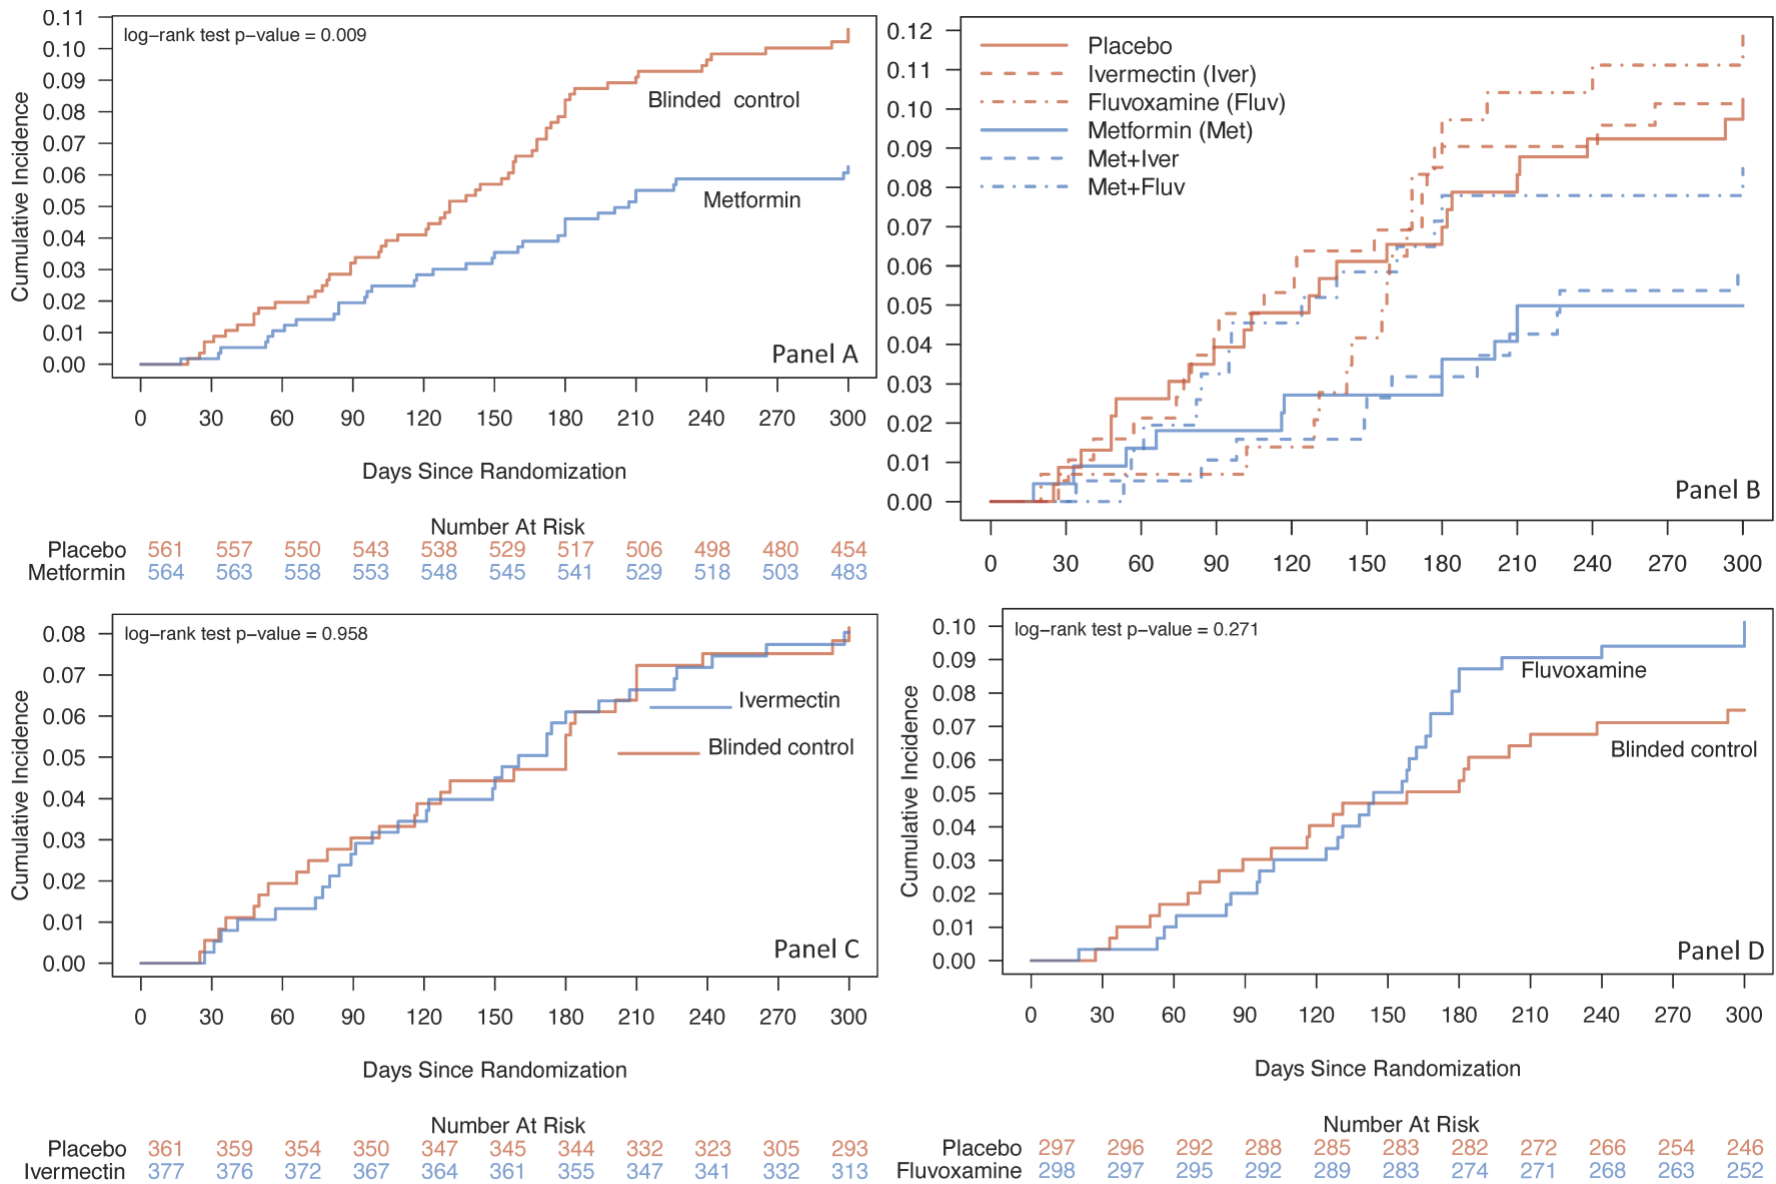 log-rank test p-value = 0.009
Cumulative Incidence
0.11
0.10
0.09
0.08
0.07
0.06
0.05
0.04
0.03
0.02
0.01
0.00
Blinded control
Metformin
Panel A
0 30 60 90 120 150 180 210 240 270 300
Days Since Randomization
Number At Risk
Placebo 561 557 550 543 538 529 517 506 498 480 454
Metformin 564 563 558 553 548 545 541 529 518 503 483
0.12
0.11
0.10
0.09
0.08
0.07
0.06
0.05
0.04
0.03
0.02
0.01
0.00
Placebo
Ivermectin (Iver)
Fluvoxamine (Fluv)
Metformin (Met)
Met+Iver
Met+Fluv
Panel B
0 30 60 90 120 150 180 210 240 270 300
log-rank test p-value = 0.958
Cumulative Incidence
0.08
0.07
0.06
0.05
0.04
0.03
0.02
0.01
0.00
Ivermectin
Blinded control
Panel C
0 30 60 90 120 150 180 210 240 270 300
Days Since Randomization
Number At Risk
Placebo 361 359 354 350 347 345 344 332 323 305 293
Ivermectin 377 376 372 367 364 361 355 347 341 332 313
log-rank test p-value = 0.271
Cumulative Incidence
0.10
0.09
0.08
0.07
0.06
0.05
0.04
0.03
0.02
0.01
0.00
Fluvoxamine
Blinded control
Panel D
0 30 60 90 120 150 180 210 240 270 300
Days Since Randomization
Number At Risk
Placebo 297 296 292 288 285 283 282 272 266 254 246
Fluvoxamine 298 297 295 292 289 283 274 271 268 263 252